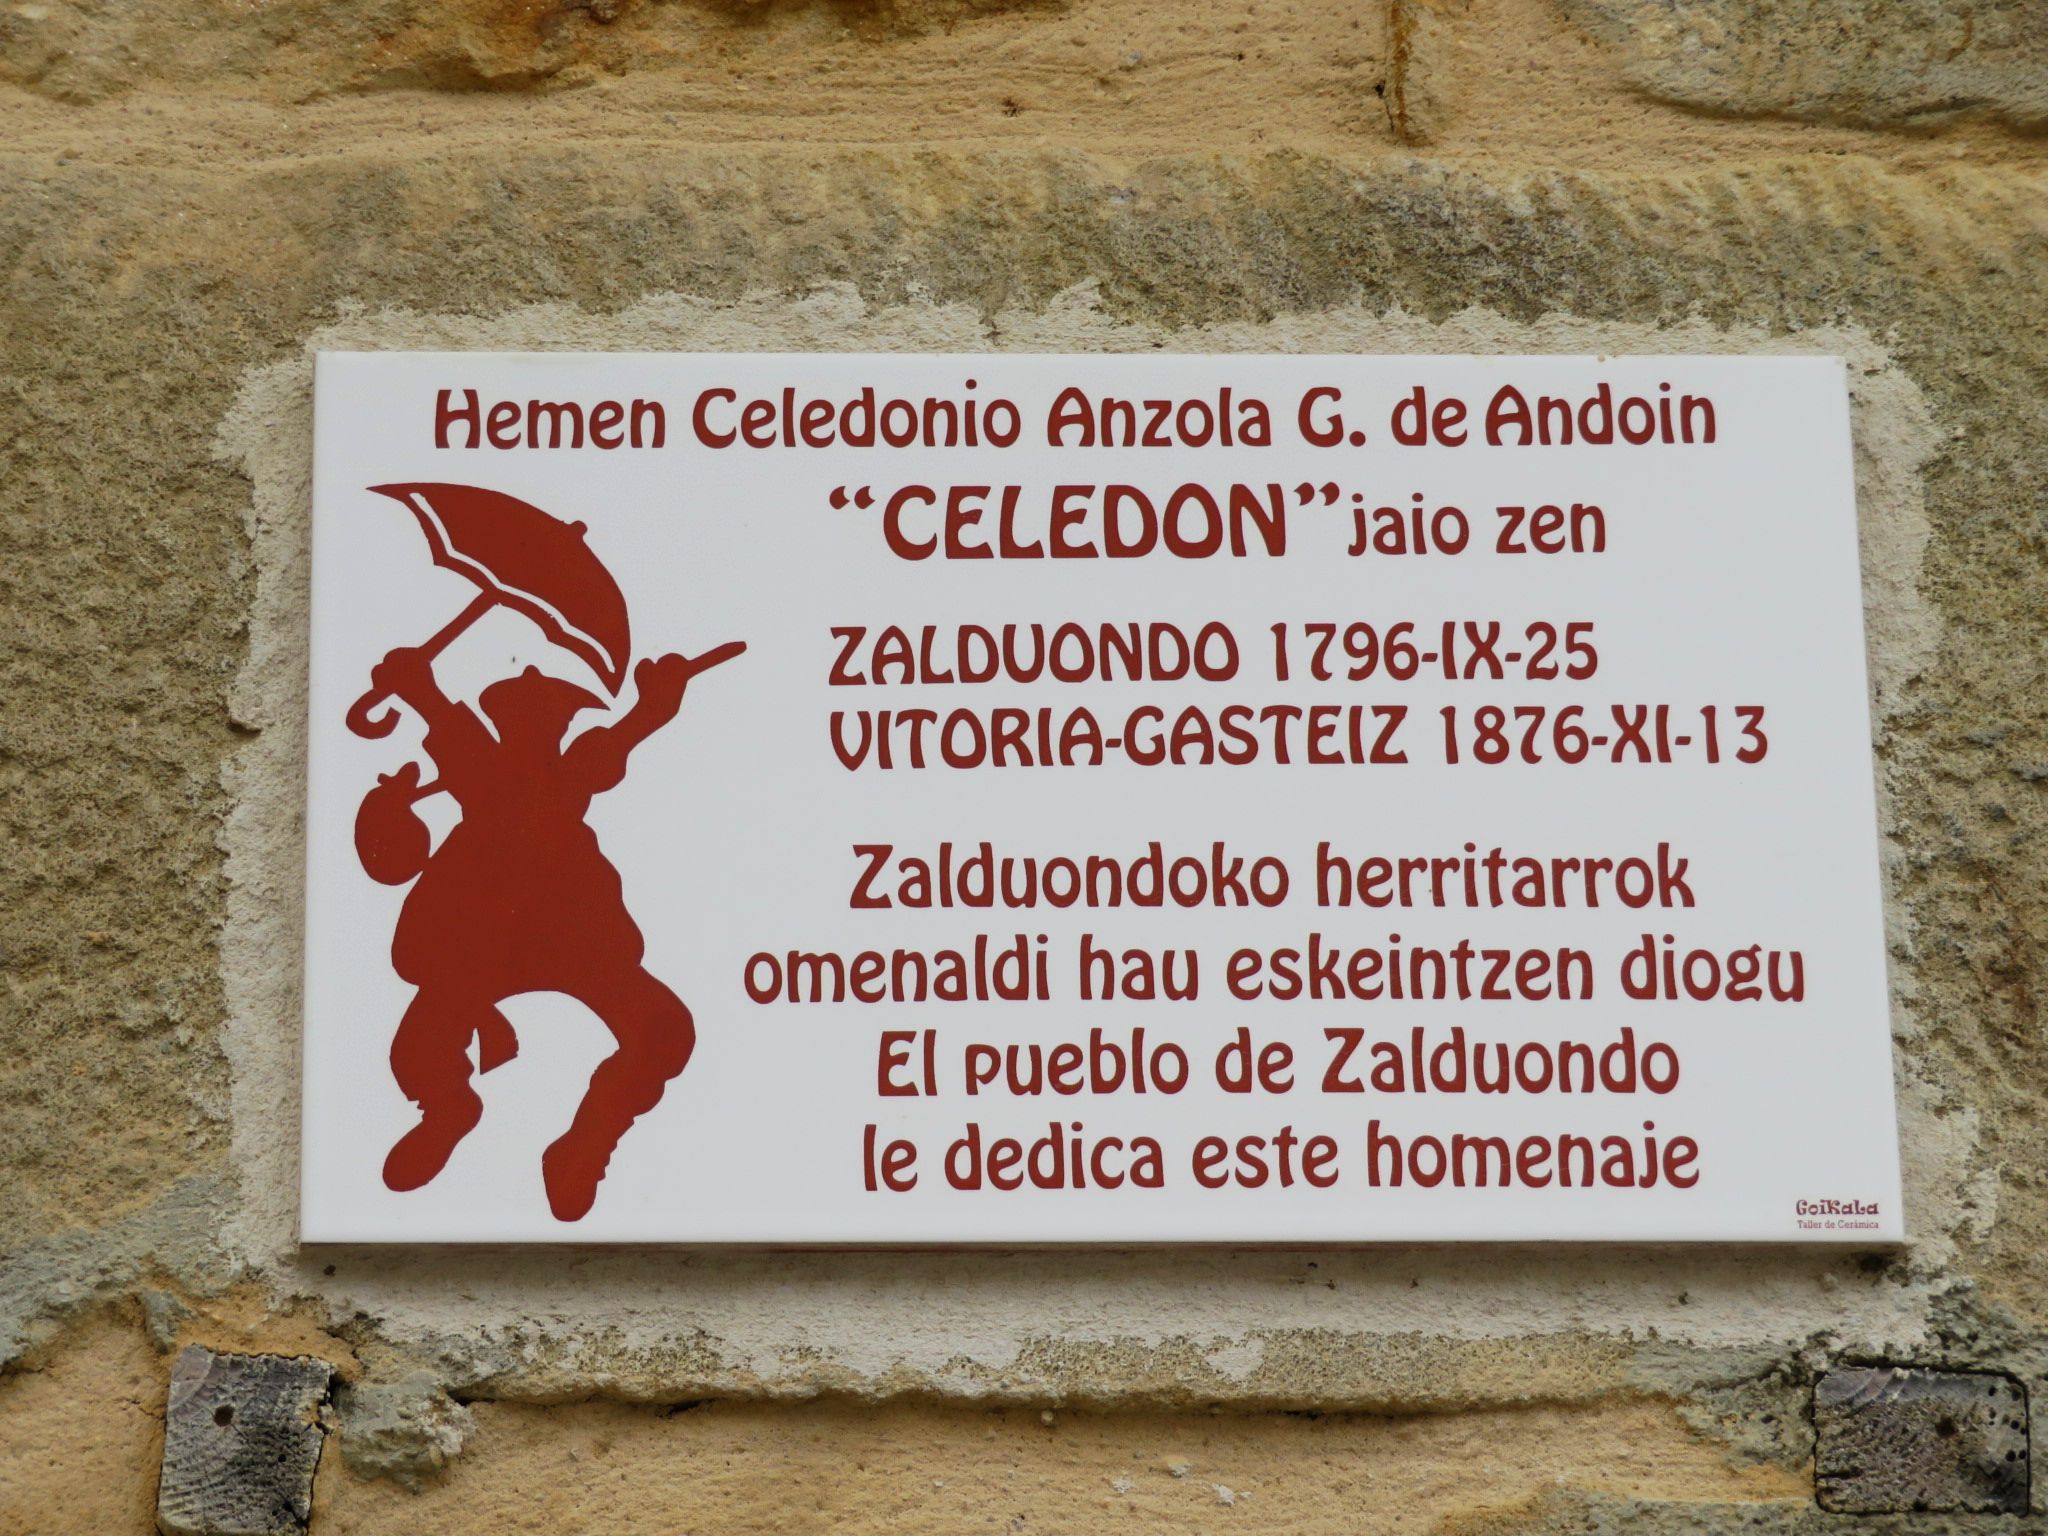 Hemen Celedonio Anzola G. de Andoin
“CELEDON” jaio zen
ZALDUONDO 1796-IX-25
VITORIA-GASTEIZ 1876-XI-13
Zalduondoko herritarrok
omenaldi hau eskeintzen diogu
El pueblo de Zalduondo
le dedica este homenaje
GoiKaLa
Taller de Cerámica